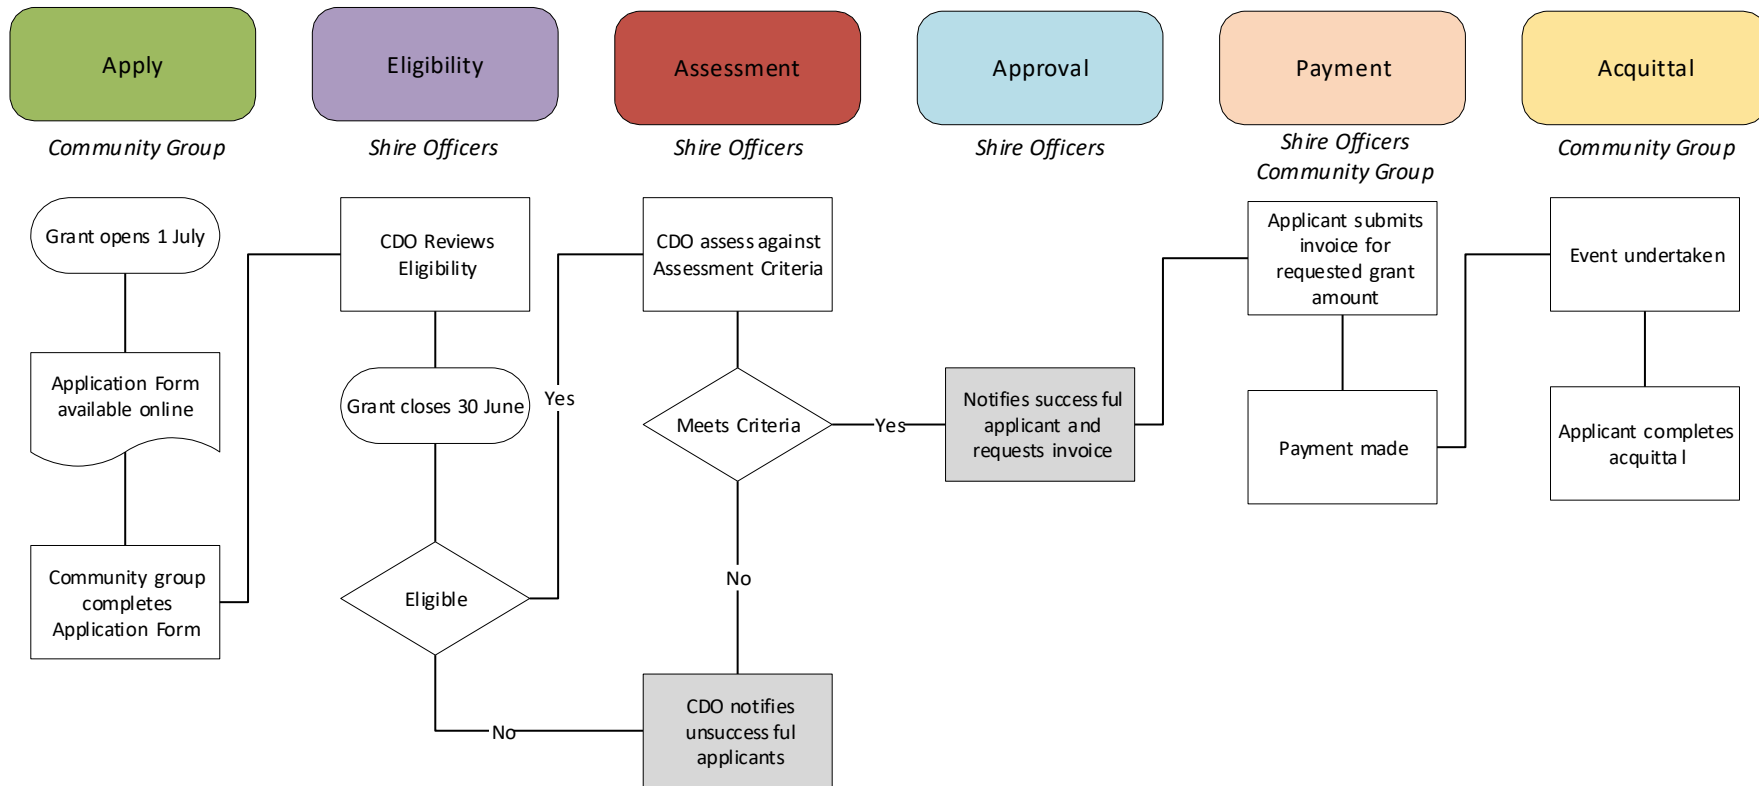 Apply
Community Group
Grant opens 1 July
Application Form
available online
Community group
completes
Application Form
Eligibility
Shire Officers
CDO Reviews
Eligibility
Grant closes 30 June
Eligible
Yes
No
Assessment
Shire Officers
CDO assess against
Assessment Criteria
Meets Criteria
Yes
No
CDO notifies
unsuccessful
applicants
Approval
Shire Officers
Notifies successful
applicant and
requests invoice
Payment
Shire Officers
Community Group
Applicant submits
invoice for
requested grant
amount
Payment made
Acquittal
Community Group
Event undertaken
Applicant completes
acquittal